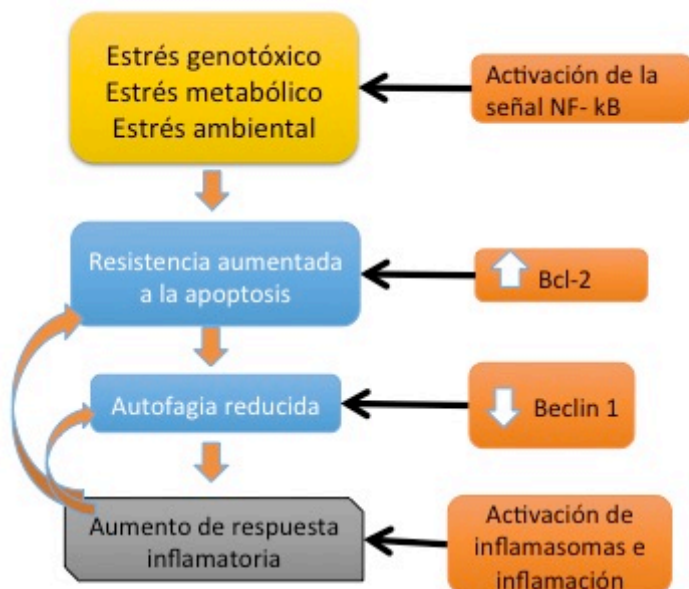 Estrés genotóxico
Estrés metabólico
Estrés ambiental
Activación de la
señal NF- kB
Resistencia aumentada
a la apoptosis
Bcl-2
Autofagia reducida
Beclin 1
Aumento de respuesta
inflamatoria
Activación de
inflamasomas e
inflamación